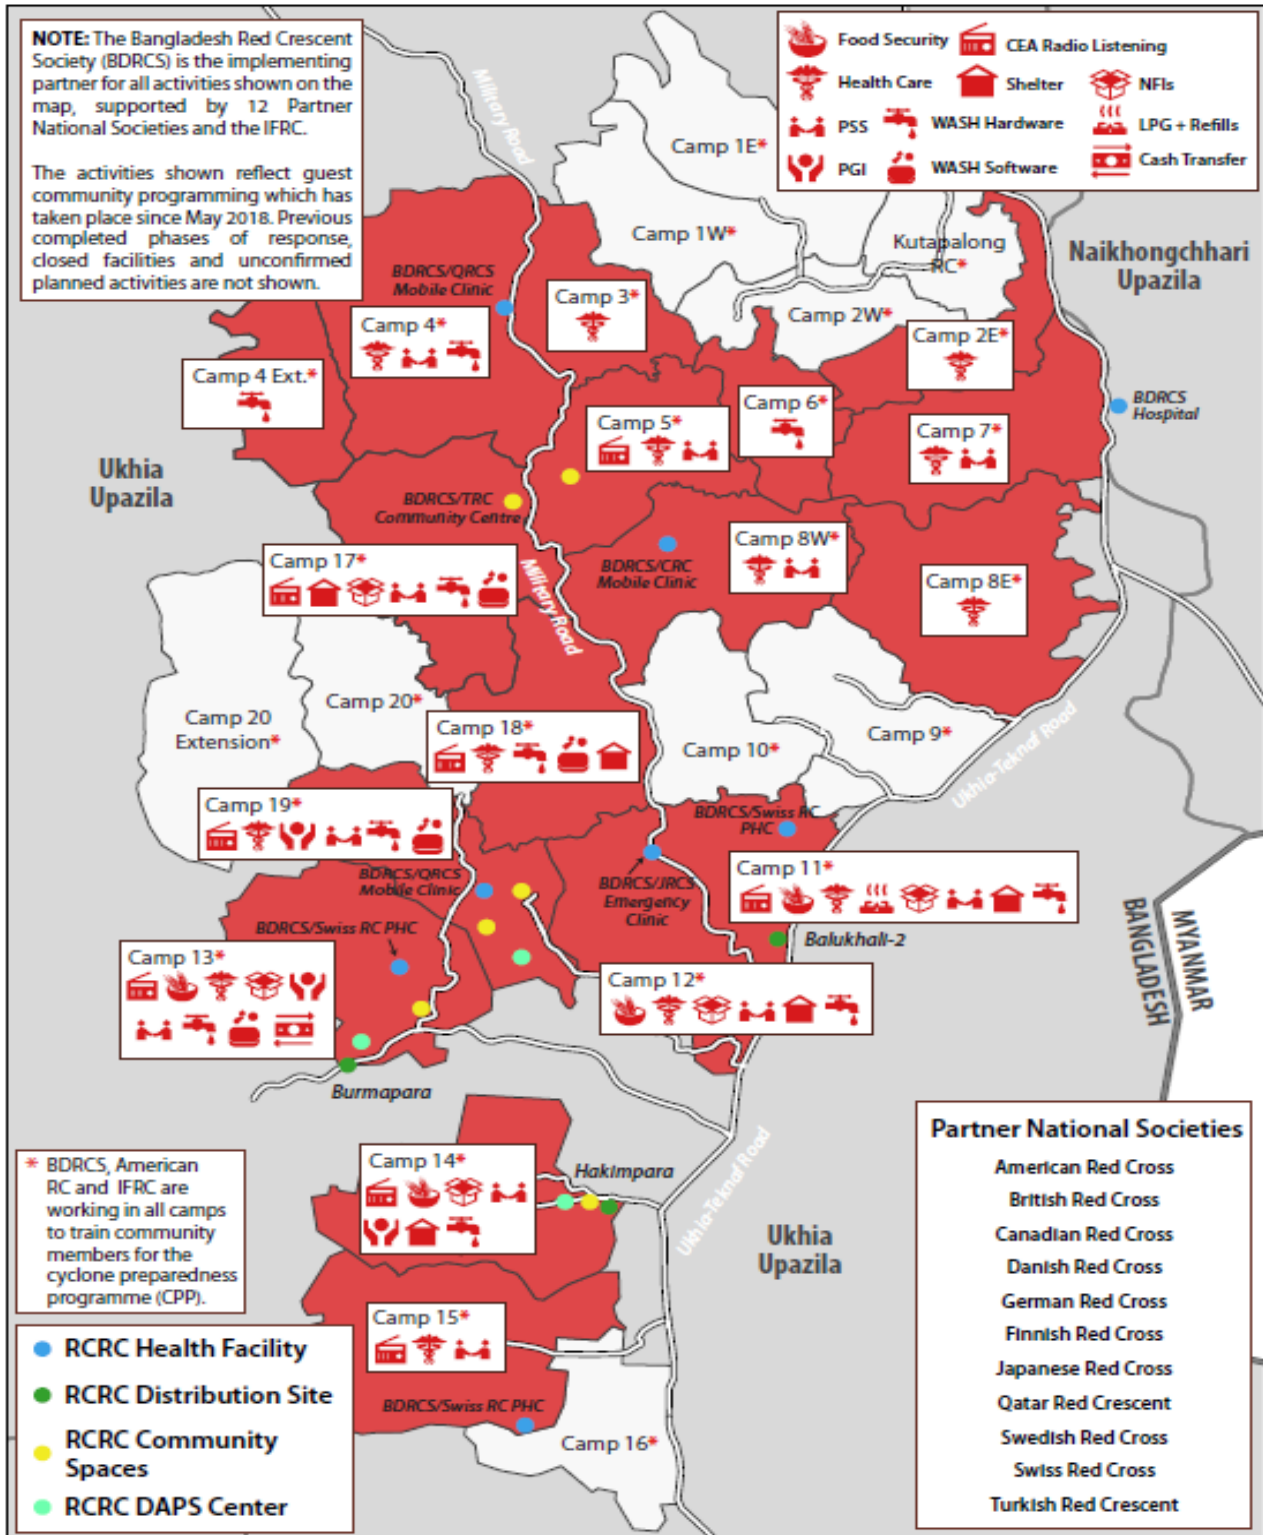 NOTE: The Bangladesh Red Crescent
Society (BDRCS) is the implementing
partner for all activities shown on the
map, supported by 12 Partner
National Societies and the IFRC.
The activities shown reflect guest
community programming which has
taken place since May 2018. Previous
completed phases of response,
closed facilities and unconfirmed
planned activities are not shown.
Food Security
CEA Radio Listening
Health Care
Shelter
NFIs
PSS
WASH Hardware
LPG + Refills
PGI
WASH Software
Cash Transfer
Military Road
Camp 1E*
Camp 1W*
Kutapalong
RC*
Naikhongchhari
Upazila
BDRCS/QRCS
Mobile Clinic
Camp 3*
Camp 2W*
Camp 4*
Camp 2E*
Camp 4 Ext.*
Camp 6*
BDRCS
Hospital
Camp 5*
Camp 7*
Ukhia
Upazila
BDRCS/TRC
Community Centre
Camp 8W*
Camp 17*
BDRCS/CRC
Mobile Clinic
Camp 8E*
Military Road
Camp 20*
Camp 20
Extension*
Camp 18*
Camp 10*
Camp 9*
Ukhia-Teknaf Road
Camp 19*
BDRCS/Swiss RC
PHC
BDRCS/QRCS
Mobile Clinic
BDRCS/JRCS
Emergency
Clinic
Camp 11*
BDRCS/Swiss RC PHC
Balukhali-2
MYANMAR
BANGLADESH
Camp 13*
Camp 12*
Burmapara
Ukhia-Teknaf Road
Camp 14*
Hakimpara
Ukhia
Upazila
* BDRCS, American
RC and IFRC are
working in all camps
to train community
members for the
cyclone preparedness
programme (CPP).
Camp 15*
BDRCS/Swiss RC PHC
Camp 16*
RCRC Health Facility
RCRC Distribution Site
RCRC Community
Spaces
RCRC DAPS Center
Partner National Societies
American Red Cross
British Red Cross
Canadian Red Cross
Danish Red Cross
German Red Cross
Finnish Red Cross
Japanese Red Cross
Qatar Red Crescent
Swedish Red Cross
Swiss Red Cross
Turkish Red Crescent